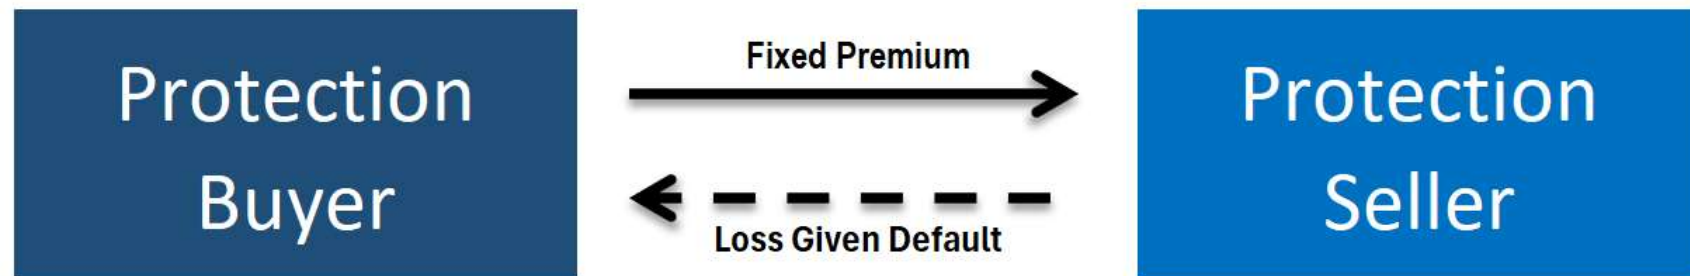 Protection
Buyer
Fixed Premium
Loss Given Default
Protection
Seller